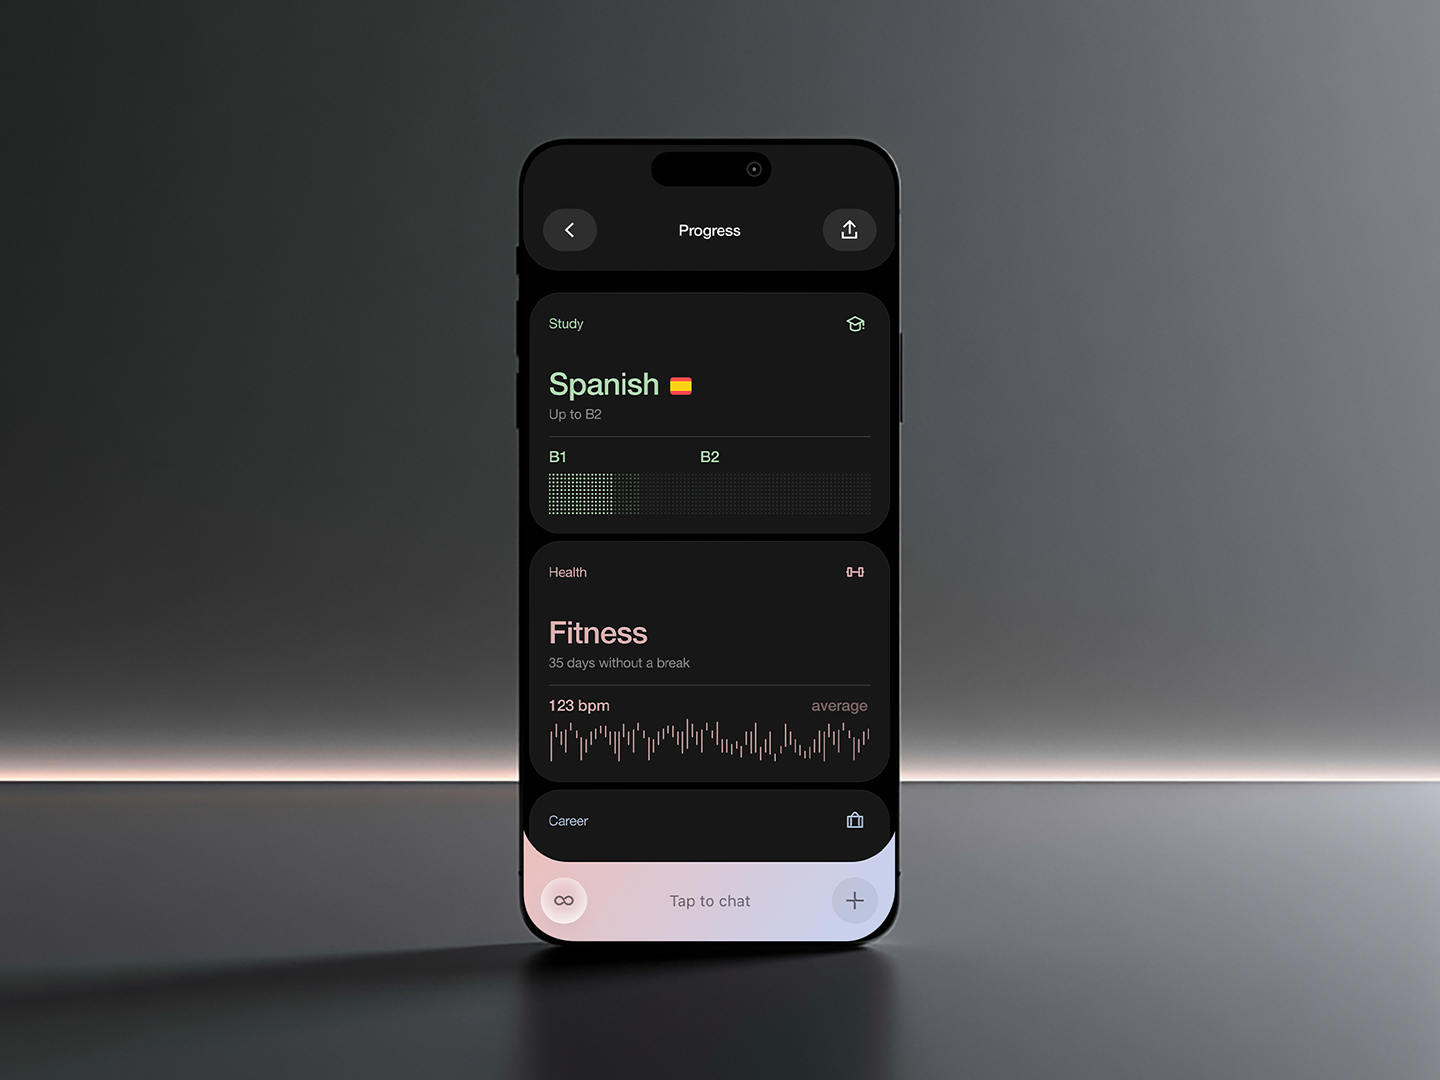 Progress
Study
Spanish
Up to B2
B1 B2
Health
Fitness
35 days without a break
123 bpm average
Career
Tap to chat